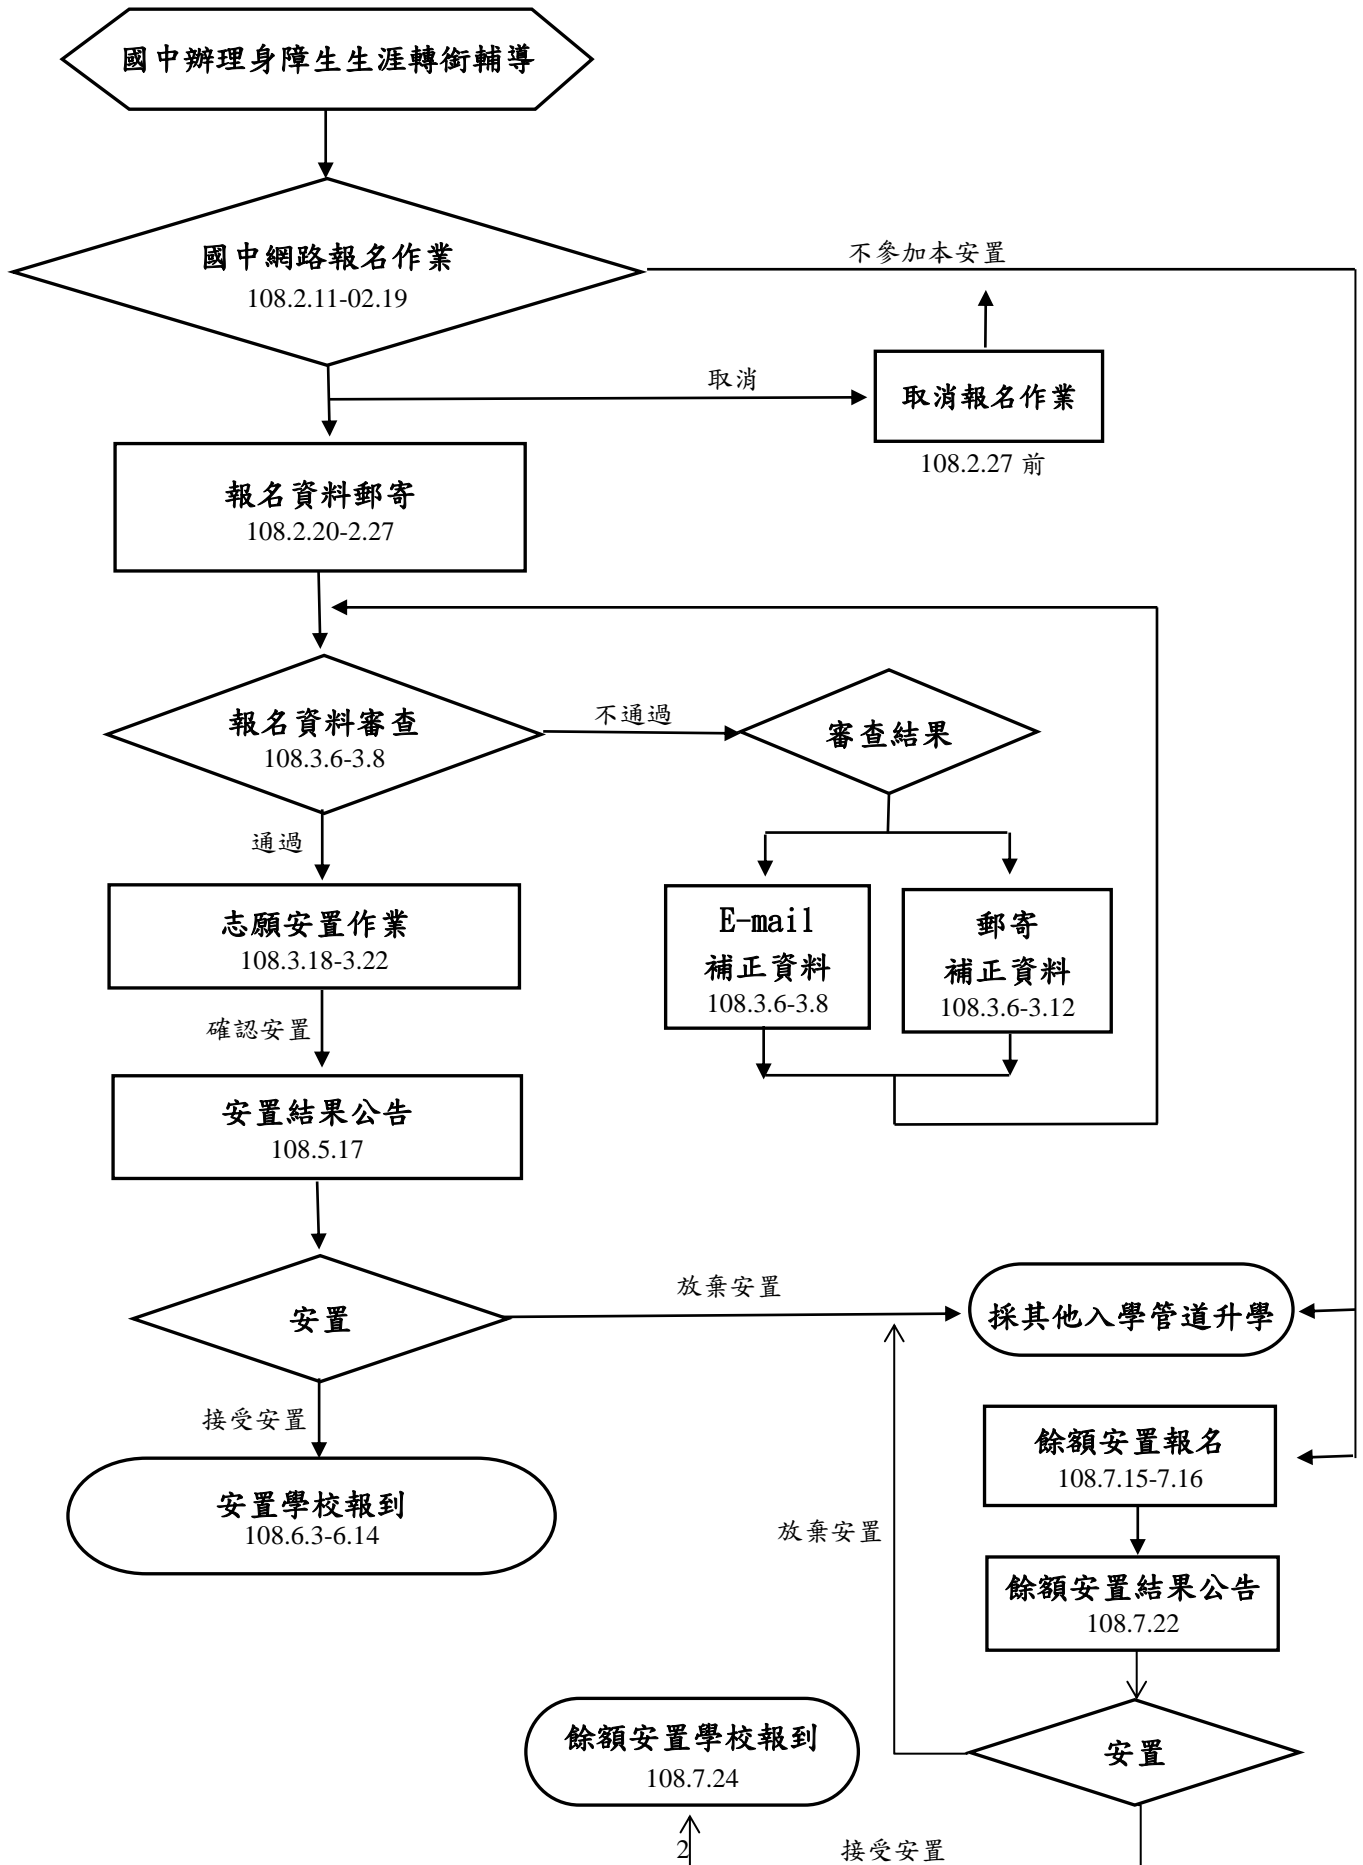 國中辦理身障生生涯轉銜輔導
國中網路報名作業
108.2.11-02.19
不參加本安置
取消
取消報名作業
108.2.27 前
報名資料郵寄
108.2.20-2.27
報名資料審查
108.3.6-3.8
不通過
審查結果
通過
志願安置作業
108.3.18-3.22
E-mail
補正資料
108.3.6-3.8
郵寄
補正資料
108.3.6-3.12
確認安置
安置結果公告
108.5.17
安置
放棄安置
採其他入學管道升學
接受安置
安置學校報到
108.6.3-6.14
餘額安置報名
108.7.15-7.16
放棄安置
餘額安置結果公告
108.7.22
餘額安置學校報到
108.7.24
安置
接受安置
2